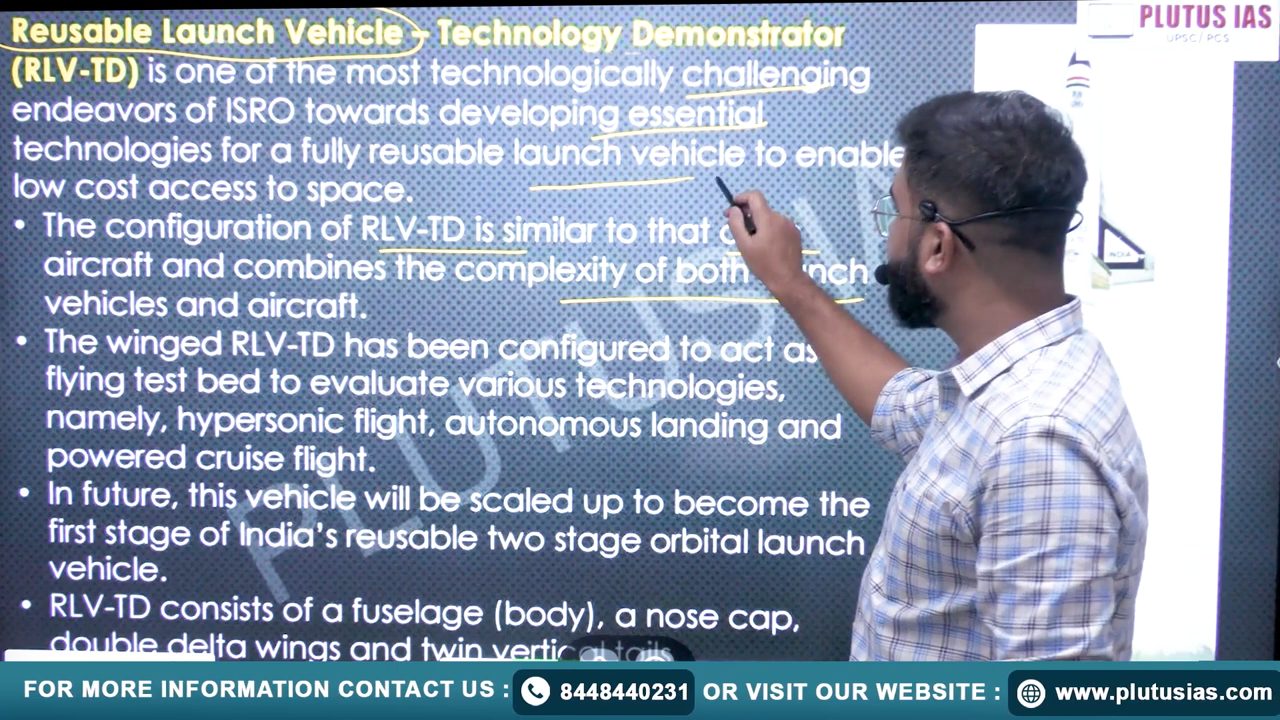 PLUTUS IAS
UPSC/PCS
Reusable Launch Vehicle – Technology Demonstrator
(RLV-TD) is one of the most technologically challenging
endeavors of ISRO towards developing essential
technologies for a fully reusable launch vehicle to enable
low cost access to space.
• The configuration of RLV-TD is similar to that
aircraft and combines the complexity of both
vehicles and aircraft.
• The winged RLV-TD has been configured to act as
flying test bed to evaluate various technologies,
namely, hypersonic flight, autonomous landing and
powered cruise flight.
• In future, this vehicle will be scaled up to become the
first stage of India's reusable two stage orbital launch
vehicle.
• RLV-TD consists of a fuselage (body), a nose cap,
double delta wings and twin vertical tails
INDIA
PLUTUS IA
FOR MORE INFORMATION CONTACT US : 8448440231 OR VISIT OUR WEBSITE : www.plutusias.com